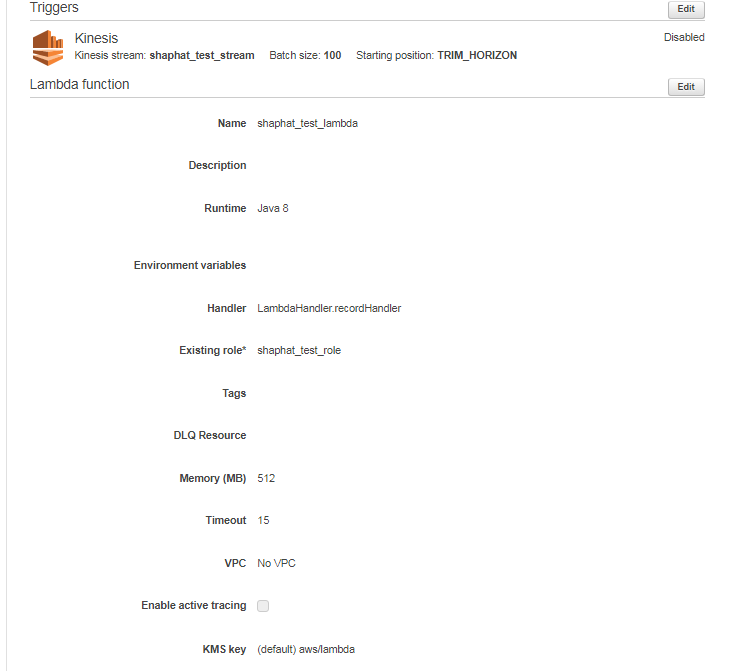 Triggers Edit
Kinesis Disabled
Kinesis stream: shaphat_test_stream Batch size: 100 Starting position: TRIM_HORIZON
Lambda function Edit
Name shaphat_test_lambda
Description
Runtime Java 8
Environment variables
Handler LambdaHandler.recordHandler
Existing role* shaphat_test_role
Tags
DLQ Resource
Memory (MB) 512
Timeout 15
VPC No VPC
Enable active tracing
KMS key (default) aws/lambda